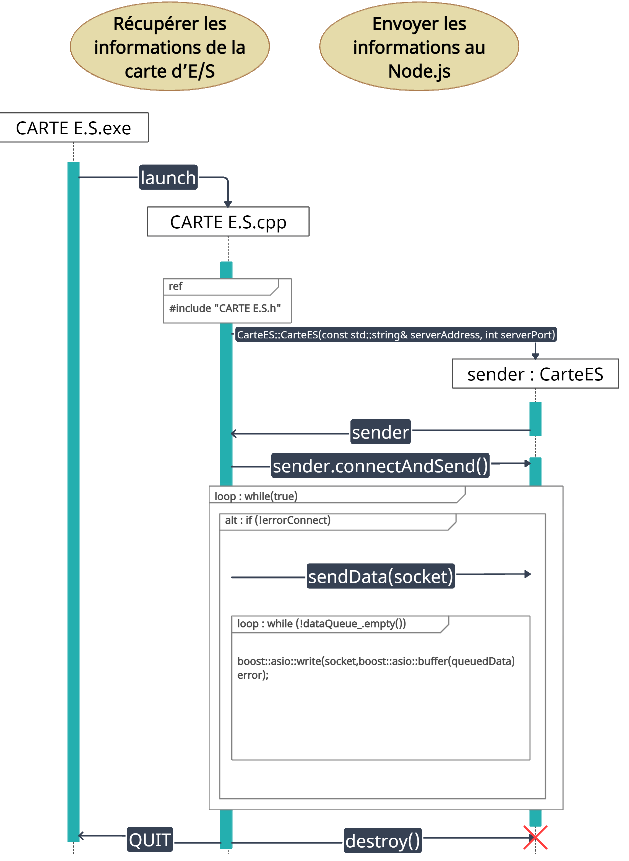 Récupérer les
informations de la
carte d'E/S
Envoyer les
informations au
Node.js
CARTE E.S.exe
launch
CARTE E.S.cpp
ref
#include "CARTE E.S.h"
CarteES::CarteES(const std::string& serverAddress, int serverPort)
sender : CarteES
sender
sender.connectAndSend()
loop : while(true)
alt : if (!errorConnect)
sendData(socket)
loop : while (!dataQueue_.empty())
boost::asio::write(socket,boost::asio::buffer(queuedData)
error);
QUIT
destroy()